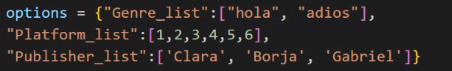 options = {"Genre_list":["hola", "adios"],
"Platform_list":[1,2,3,4,5,6],
"Publisher_list":['Clara', 'Borja', 'Gabriel']}